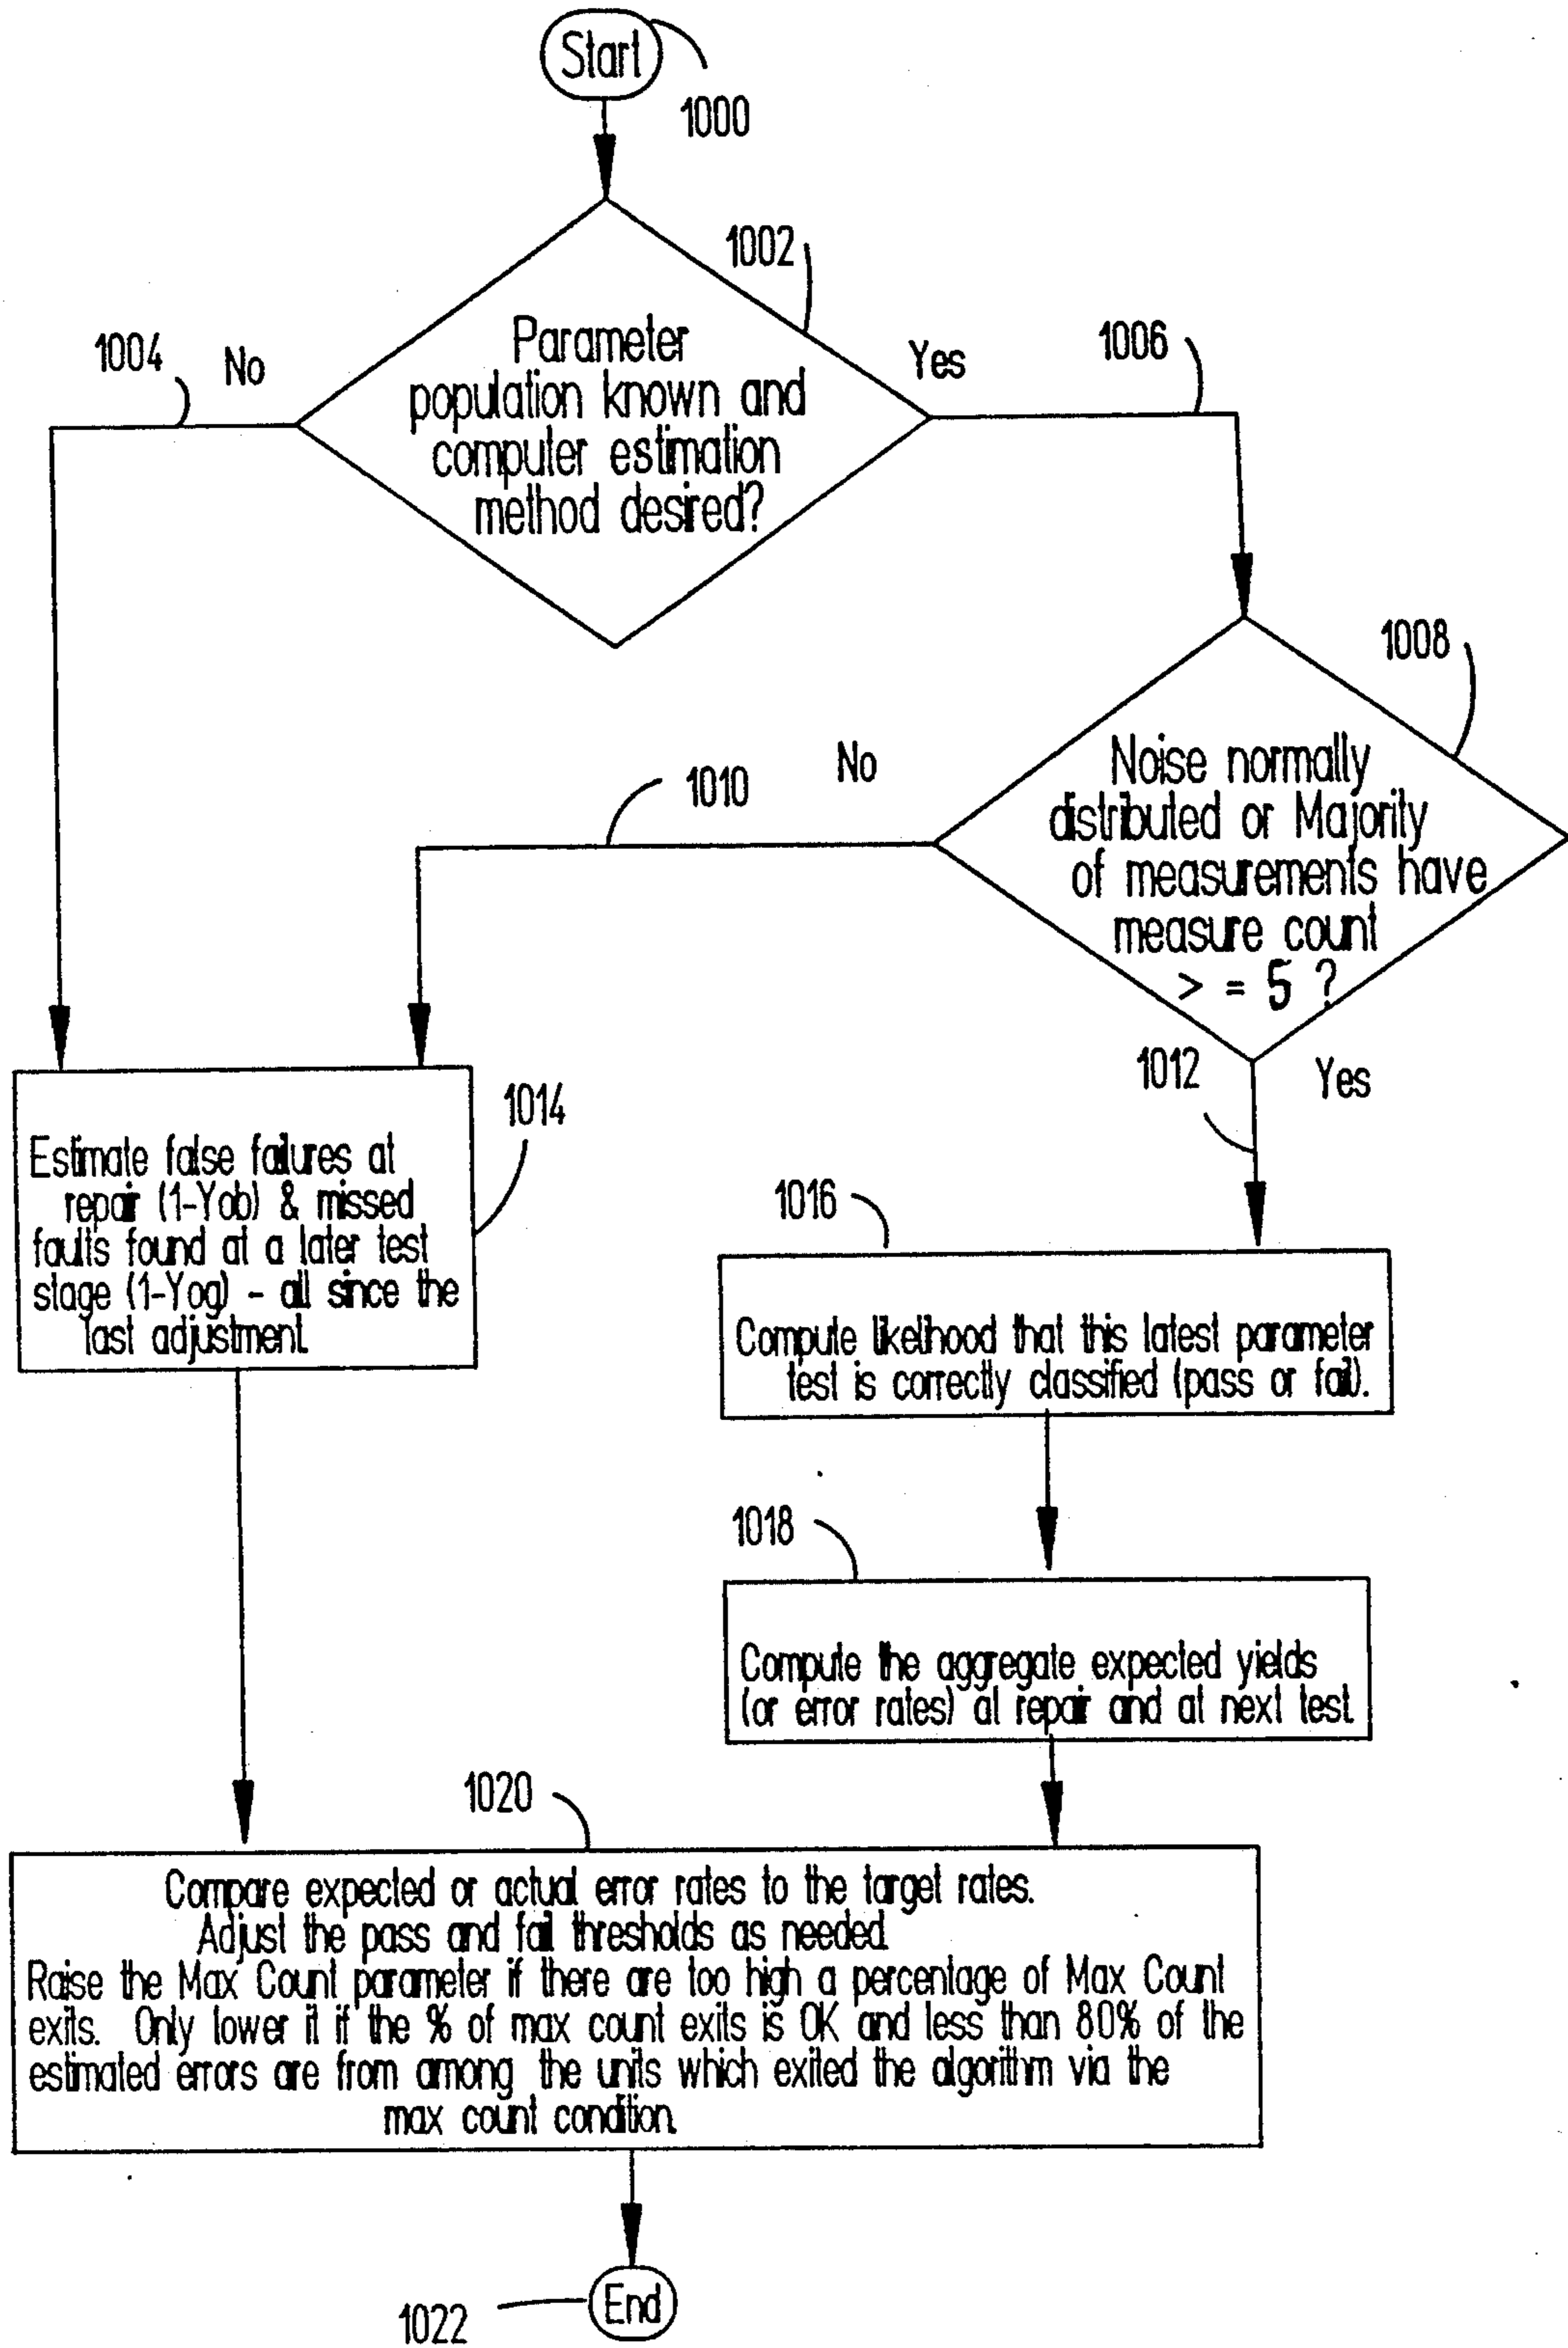 Start
1000
1002
Parameter
population known and
computer estimation
method desired?
1004
No
Yes
1006
1008
Noise normally
distributed or Majority
of measurements have
measure count
> = 5 ?
No
1010
1012
Yes
1014
Estimate false failures at
repair (1-Yab) & missed
faults found at a later test
stage (1-Yag) - all since the
last adjustment.
1016
Compute likelihood that this latest parameter
test is correctly classified (pass or fail).
1018
Compute the aggregate expected yields
(or error rates) at repair and at next test.
1020
Compare expected or actual error rates to the target rates.
Adjust the pass and fail thresholds as needed.
Raise the Max Count parameter if there are too high a percentage of Max Count
exits. Only lower it if the % of max count exits is OK and less than 80% of the
estimated errors are from among the units which exited the algorithm via the
max count condition.
End
1022